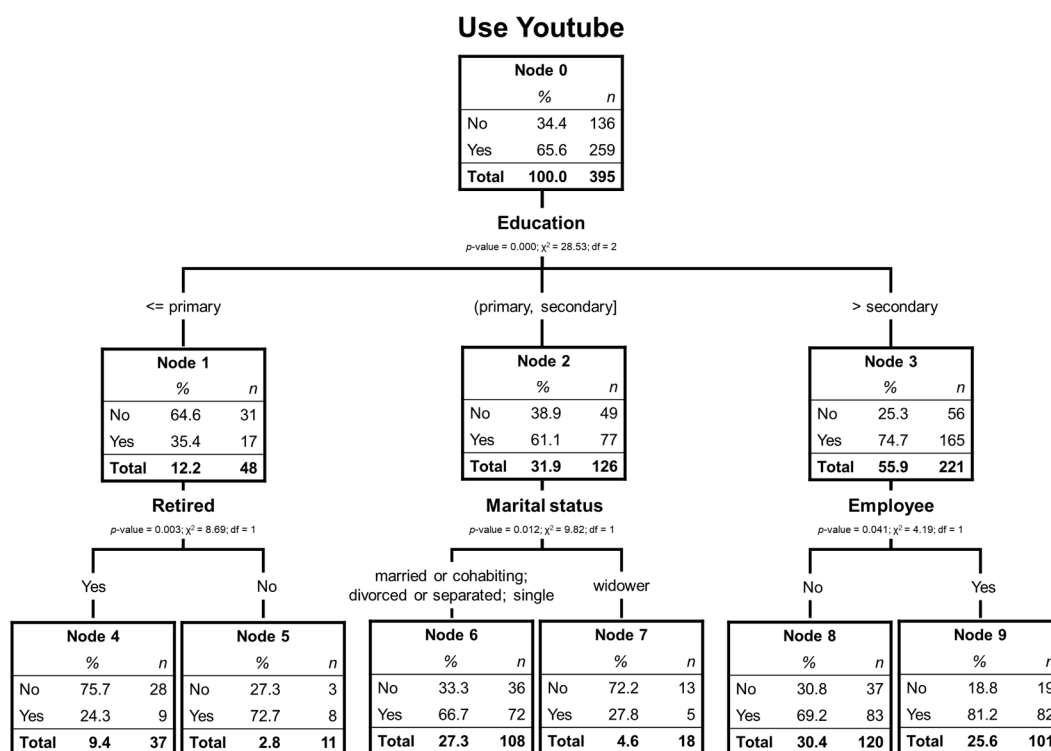 Use Youtube
Node 0
% n
No 34.4 136
Yes 65.6 259
Total 100.0 395
Education
p-value = 0.000; χ² = 28.53; df = 2
<= primary
(primary, secondary]
> secondary
Node 1
% n
No 64.6 31
Yes 35.4 17
Total 12.2 48
Node 2
% n
No 38.9 49
Yes 61.1 77
Total 31.9 126
Node 3
% n
No 25.3 56
Yes 74.7 165
Total 55.9 221
Retired
p-value = 0.003; χ² = 8.69; df = 1
Marital status
p-value = 0.012; χ² = 9.82; df = 1
Employee
p-value = 0.041; χ² = 4.19; df = 1
Yes
No
married or cohabiting;
divorced or separated; single
widower
No
Yes
Node 4
% n
No 75.7 28
Yes 24.3 9
Total 9.4 37
Node 5
% n
No 27.3 3
Yes 72.7 8
Total 2.8 11
Node 6
% n
No 33.3 36
Yes 66.7 72
Total 27.3 108
Node 7
% n
No 72.2 13
Yes 27.8 5
Total 4.6 18
Node 8
% n
No 30.8 37
Yes 69.2 83
Total 30.4 120
Node 9
% n
No 18.8 19
Yes 81.2 82
Total 25.6 101